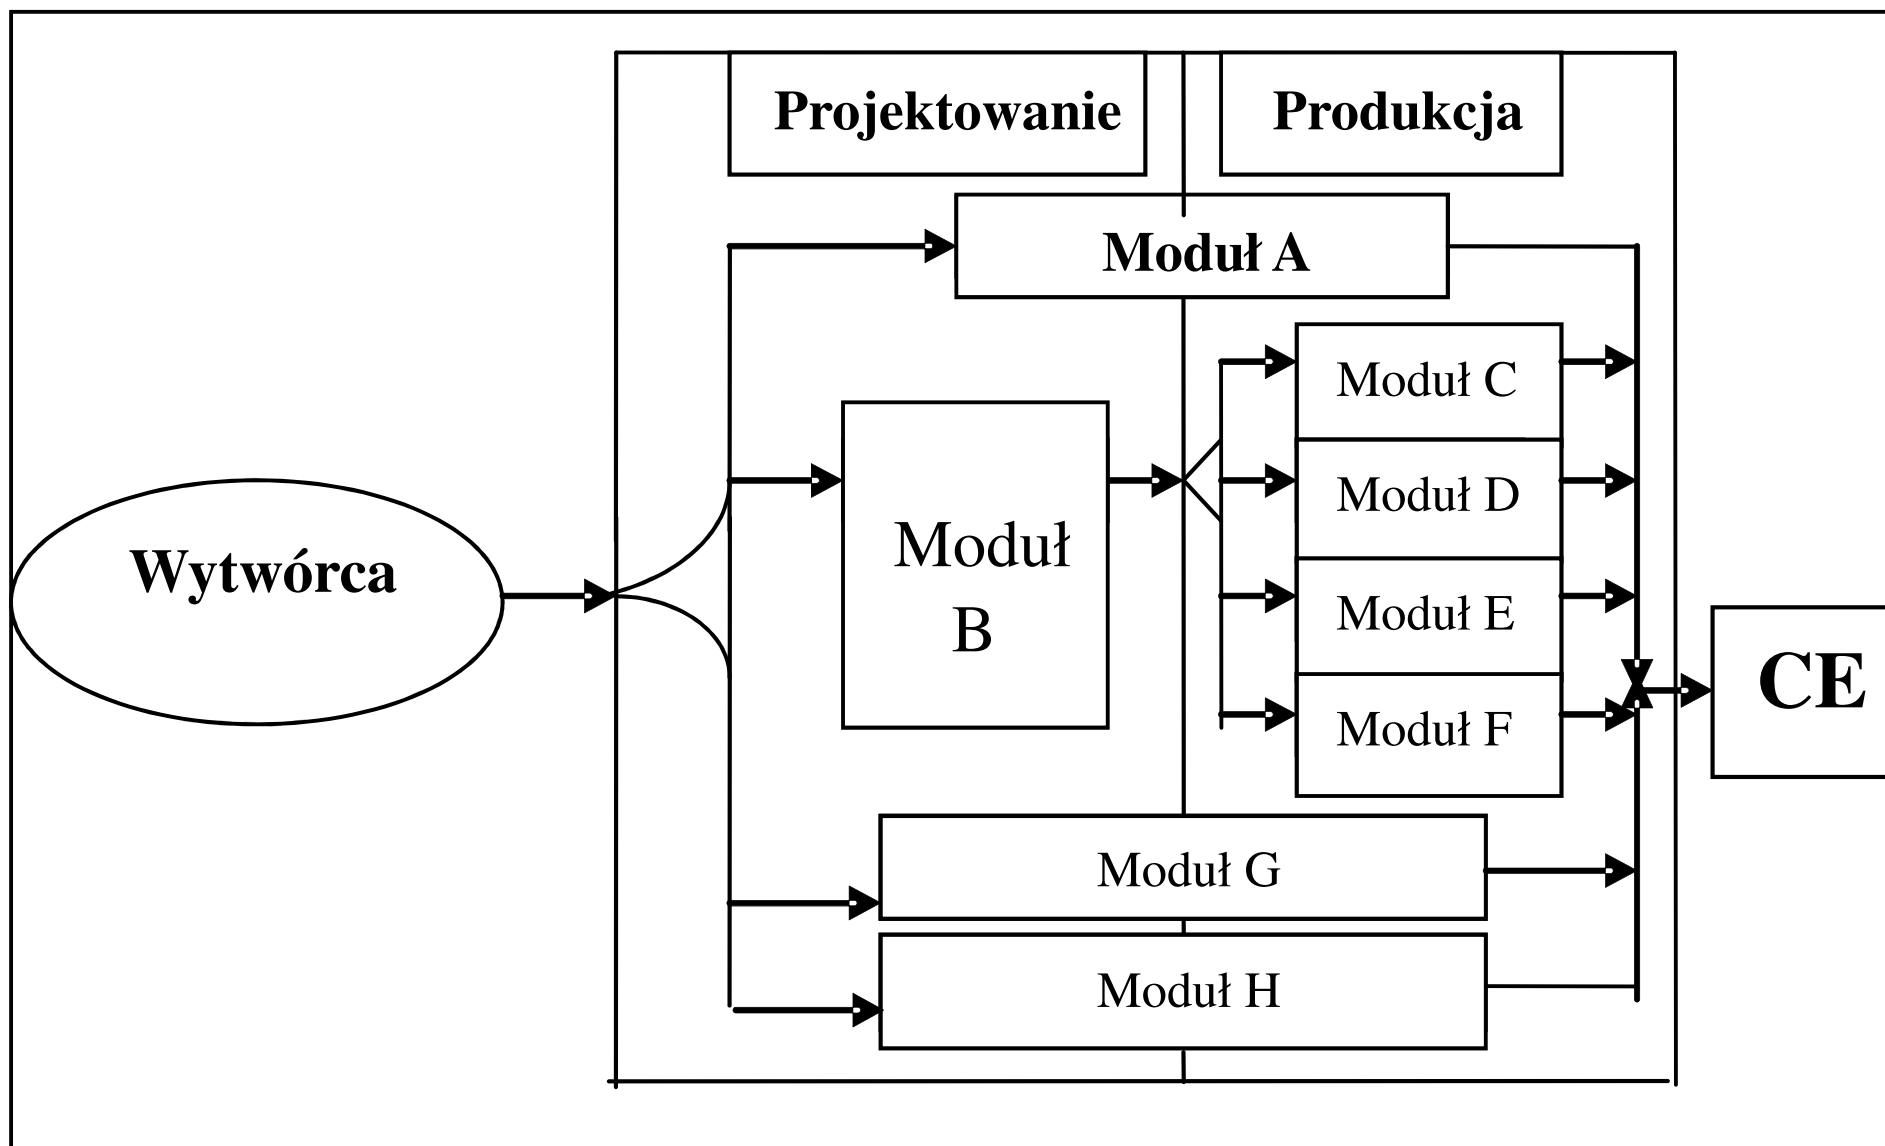 Projektowanie
Produkcja
Moduł A
Moduł C
Moduł D
Moduł
B
Wytwórca
Moduł E
Moduł F
CE
Moduł G
Moduł H